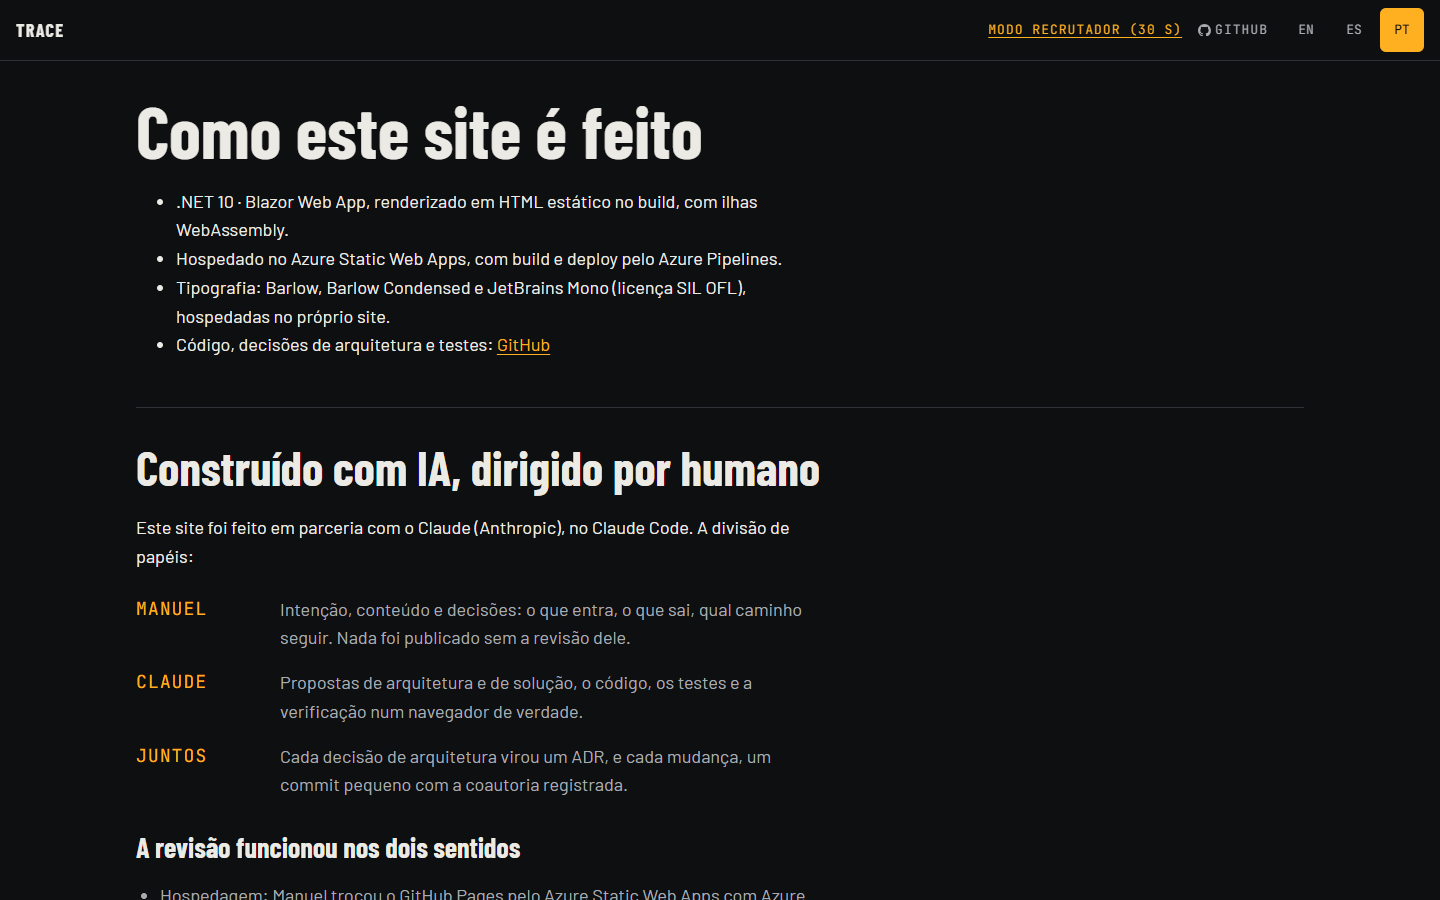 TRACE
MODO RECRUTADOR (30 S) GITHUB EN ES PT
Como este site é feito
• .NET 10 · Blazor Web App, renderizado em HTML estático no build, com ilhas
WebAssembly.
• Hospedado no Azure Static Web Apps, com build e deploy pelo Azure Pipelines.
• Tipografia: Barlow, Barlow Condensed e JetBrains Mono (licença SIL OFL),
hospedadas no próprio site.
• Código, decisões de arquitetura e testes: GitHub
Construído com IA, dirigido por humano
Este site foi feito em parceria com o Claude (Anthropic), no Claude Code. A divisão de
papéis:
MANUEL
Intenção, conteúdo e decisões: o que entra, o que sai, qual caminho
seguir. Nada foi publicado sem a revisão dele.
CLAUDE
Propostas de arquitetura e de solução, o código, os testes e a
verificação num navegador de verdade.
JUNTOS
Cada decisão de arquitetura virou um ADR, e cada mudança, um
commit pequeno com a coautoria registrada.
A revisão funcionou nos dois sentidos
• Hospedagem: Manuel trocou o GitHub Pages pelo Azure Static Web Apps com Azure